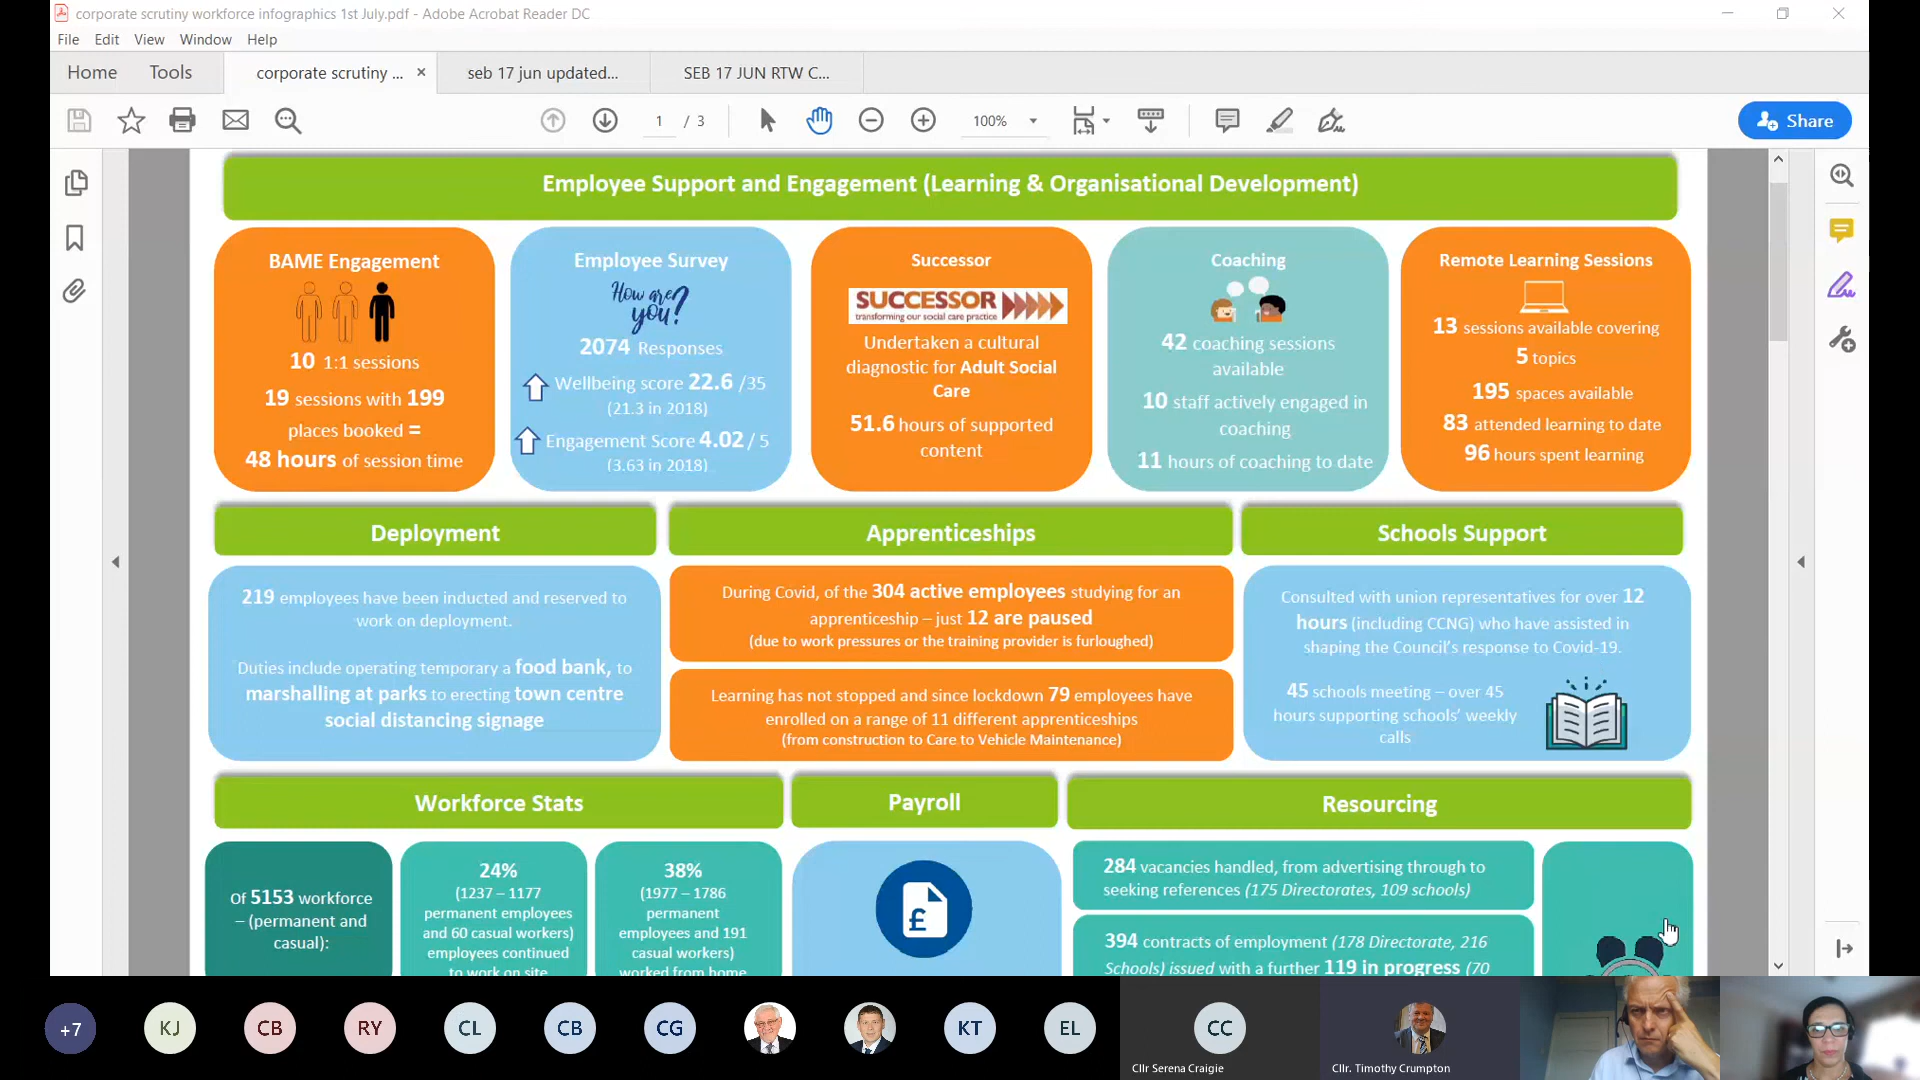 corporate scrutiny workforce infographics 1st July.pdf - Adobe Acrobat Reader DC
File Edit View Window Help
Home Tools corporate scrutiny ... × seb 17 jun updated... SEB 17 JUN RTW C...
1 / 3 100% Share
Employee Support and Engagement (Learning & Organisational Development)
BAME Engagement
10 1:1 sessions
19 sessions with 199
places booked =
48 hours of session time
Employee Survey
How are
you?
2074 Responses
Wellbeing score 22.6 /35
(21.3 in 2018)
Engagement Score 4.02 / 5
(3.63 in 2018)
Successor
SUCCESSOR
transforming our social care practice
Undertaken a cultural
diagnostic for Adult Social
Care
51.6 hours of supported
content
Coaching
42 coaching sessions
available
10 staff actively engaged in
coaching
11 hours of coaching to date
Remote Learning Sessions
13 sessions available covering
5 topics
195 spaces available
83 attended learning to date
96 hours spent learning
Deployment
219 employees have been inducted and reserved to
work on deployment.
Duties include operating temporary a food bank, to
marshalling at parks to erecting town centre
social distancing signage
Apprenticeships
During Covid, of the 304 active employees studying for an
apprenticeship – just 12 are paused
(due to work pressures or the training provider is furloughed)
Learning has not stopped and since lockdown 79 employees have
enrolled on a range of 11 different apprenticeships
(from construction to Care to Vehicle Maintenance)
Schools Support
Consulted with union representatives for over 12
hours (including CCNG) who have assisted in
shaping the Council's response to Covid-19.
45 schools meeting – over 45
hours supporting schools' weekly
calls
Workforce Stats
Of 5153 workforce
– (permanent and
casual):
24%
(1237 – 1177
permanent employees
and 60 casual workers)
employees continued
to work on site
38%
(1977 – 1786
permanent
employees and 191
casual workers)
worked from home
Payroll
£
Resourcing
284 vacancies handled, from advertising through to
seeking references (175 Directorates, 109 schools)
394 contracts of employment (178 Directorate, 216
Schools) issued with a further 119 in progress (70
+7 KJ CB RY CL CB CG KT EL CC
Cllr Serena Craigie Cllr. Timothy Crumpton